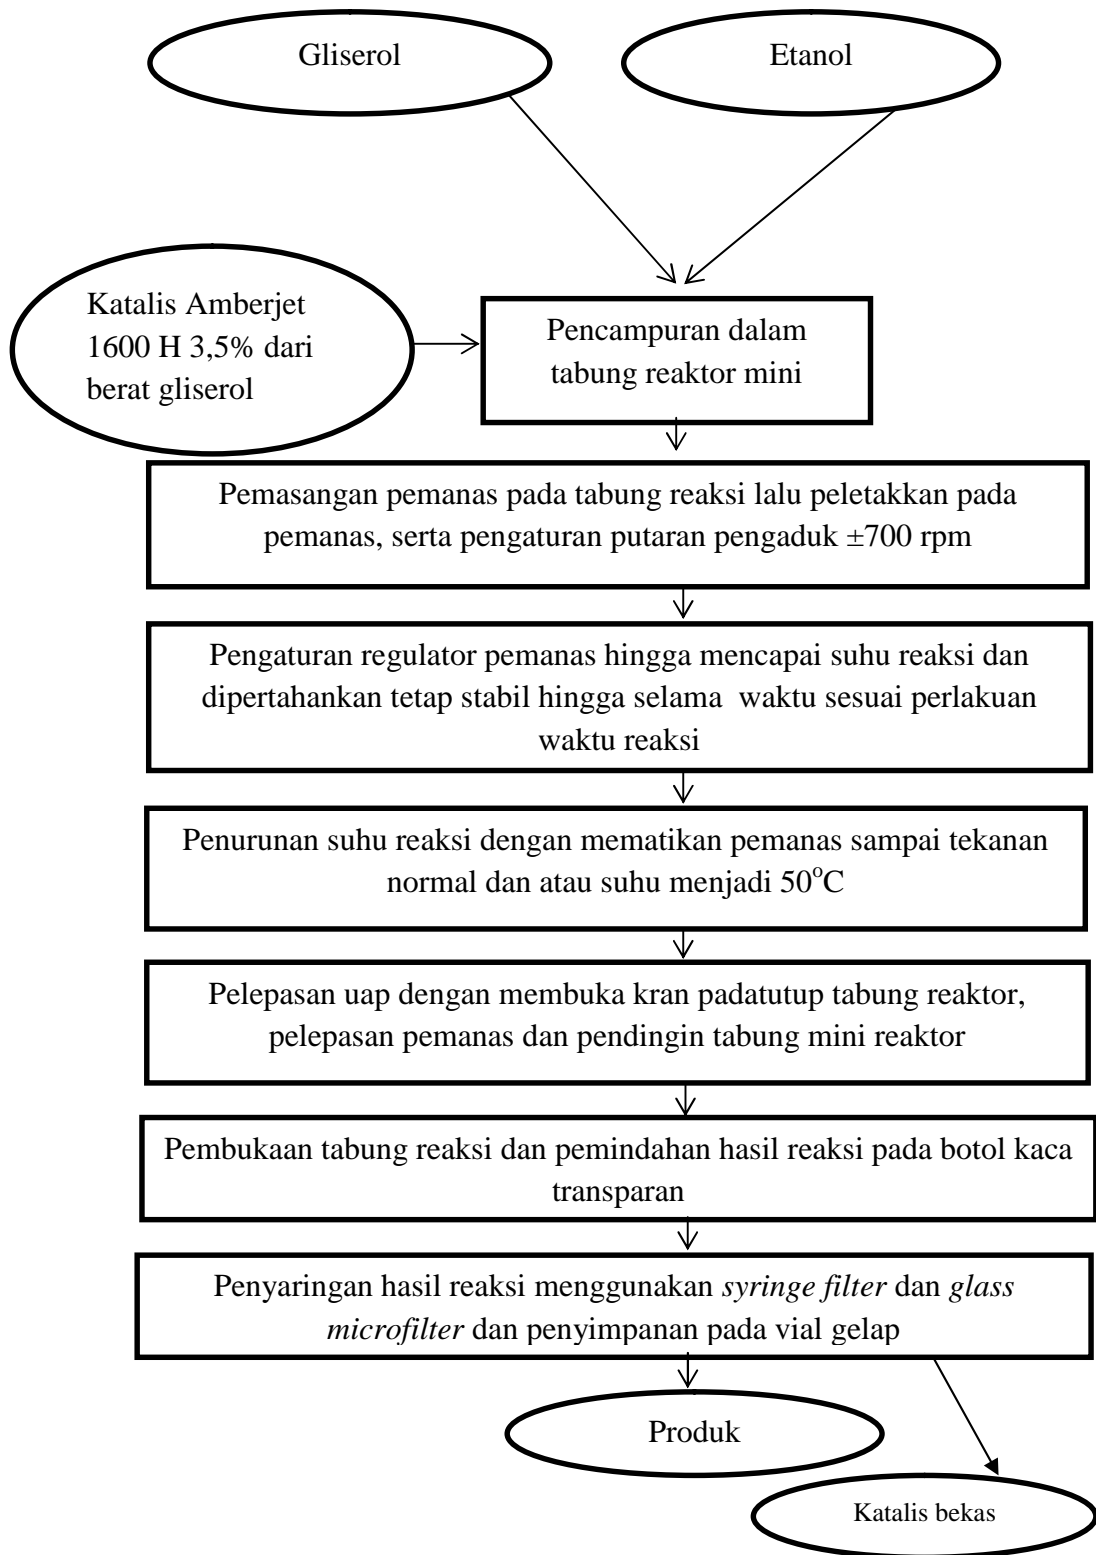 Gliserol
Etanol
Katalis Amberjet
1600 H 3,5% dari
berat gliserol
Pencampuran dalam
tabung reaktor mini
Pemasangan pemanas pada tabung reaksi lalu peletakkan pada
pemanas, serta pengaturan putaran pengaduk ±700 rpm
Pengaturan regulator pemanas hingga mencapai suhu reaksi dan
dipertahankan tetap stabil hingga selama  waktu sesuai perlakuan
waktu reaksi
Penurunan suhu reaksi dengan mematikan pemanas sampai tekanan
normal dan atau suhu menjadi 50°C
Pelepasan uap dengan membuka kran padatutup tabung reaktor,
pelepasan pemanas dan pendingin tabung mini reaktor
Pembukaan tabung reaksi dan pemindahan hasil reaksi pada botol kaca
transparan
Penyaringan hasil reaksi menggunakan syringe filter dan glass
microfilter dan penyimpanan pada vial gelap
Produk
Katalis bekas